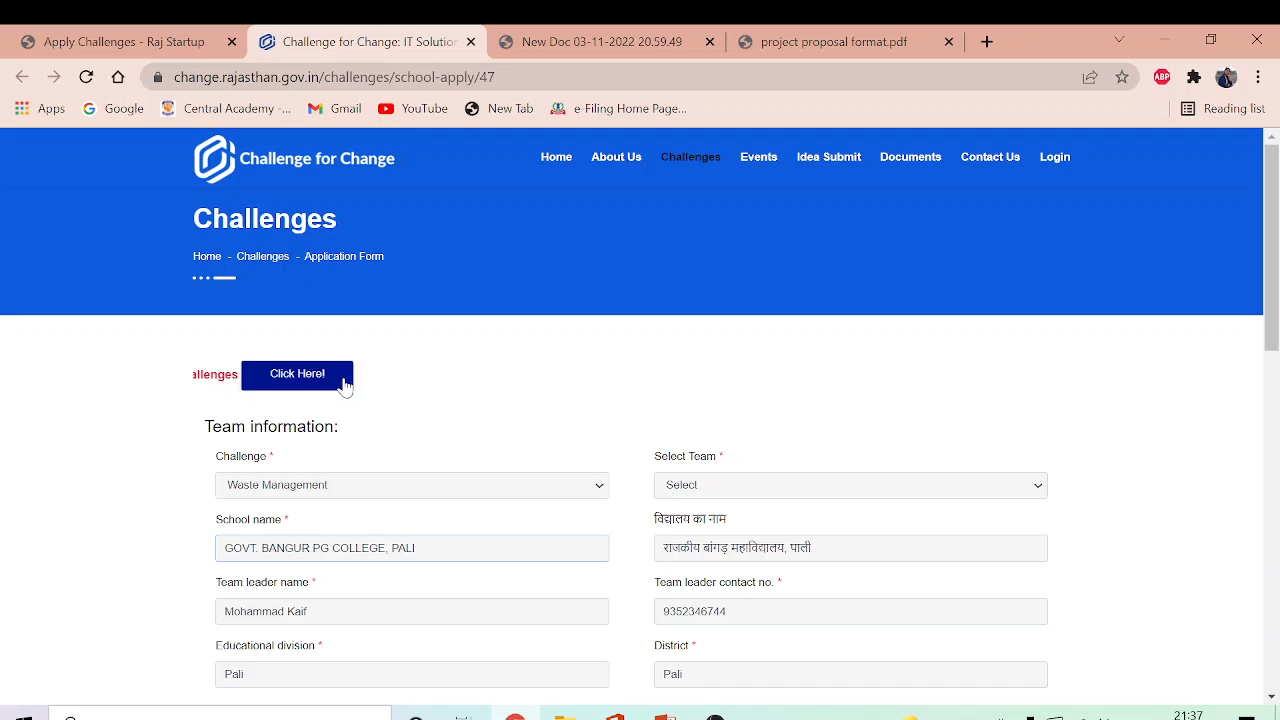 Apply Challenges - Raj Startup
Challenge for Change: IT Solution
New Doc 03-11-2022 20.59.49
project proposal format.pdf
change.rajasthan.gov.in/challenges/school-apply/47
ABP
Apps
Google
Central Academy -...
Gmail
YouTube
New Tab
e-Filing Home Page...
Reading list
Challenge for Change
Home
About Us
Challenges
Events
Idea Submit
Documents
Contact Us
Login
Challenges
Home - Challenges - Application Form
allenges
Click Here!
Team information:
Challenge *
Select Team *
Waste Management
Select
School name *
विद्यालय का नाम
GOVT. BANGUR PG COLLEGE, PALI
राजकीय बांगड़ महाविद्यालय, पाली
Team leader name *
Team leader contact no. *
Mohammad Kaif
9352346744
Educational division *
District *
Pali
Pali
21:37